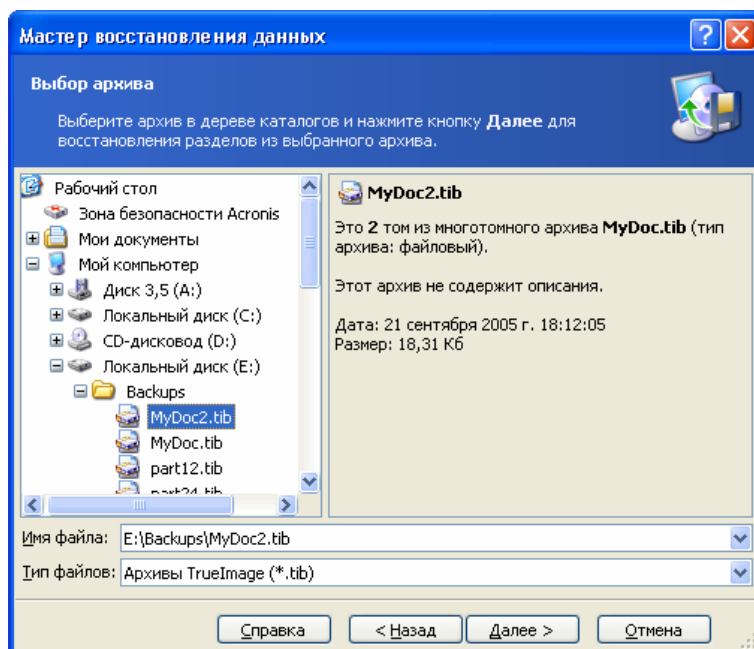 Мастер восстановления данных
Выбор архива
Выберите архив в дереве каталогов и нажмите кнопку Далее для
восстановления разделов из выбранного архива.
Рабочий стол
Зона безопасности Acronis
Мои документы
Мой компьютер
Диск 3,5 (A:)
Локальный диск (C:)
CD-дисковод (D:)
Локальный диск (E:)
Backups
MyDoc2.tib
MyDoc.tib
part12.tib
part24.tib
MyDoc2.tib
Это 2 том из многотомного архива MyDoc.tib (тип
архива: файловый).
Этот архив не содержит описания.
Дата: 21 сентября 2005 г. 18:12:05
Размер: 18,31 Кб
Имя файла: E:\Backups\MyDoc2.tib
Тип файлов: Архивы TrueImage (*.tib)
Справка
< Назад
Далее >
Отмена